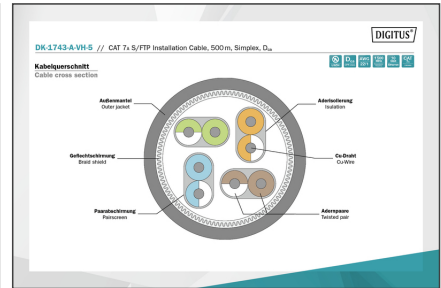 DIGITUS®
DK-1743-A-VH-5 // CAT 7A S/FTP Installation Cable, 500 m, Simplex, Dca
Kabelquerschnitt
Cable cross section
Außenmantel
Outer jacket
Aderisolierung
Insulation
Geflechtschirmung
Braid shield
Cu-Draht
Cu-Wire
Paarabschirmung
Pairscreen
Adernpaare
Twisted pair